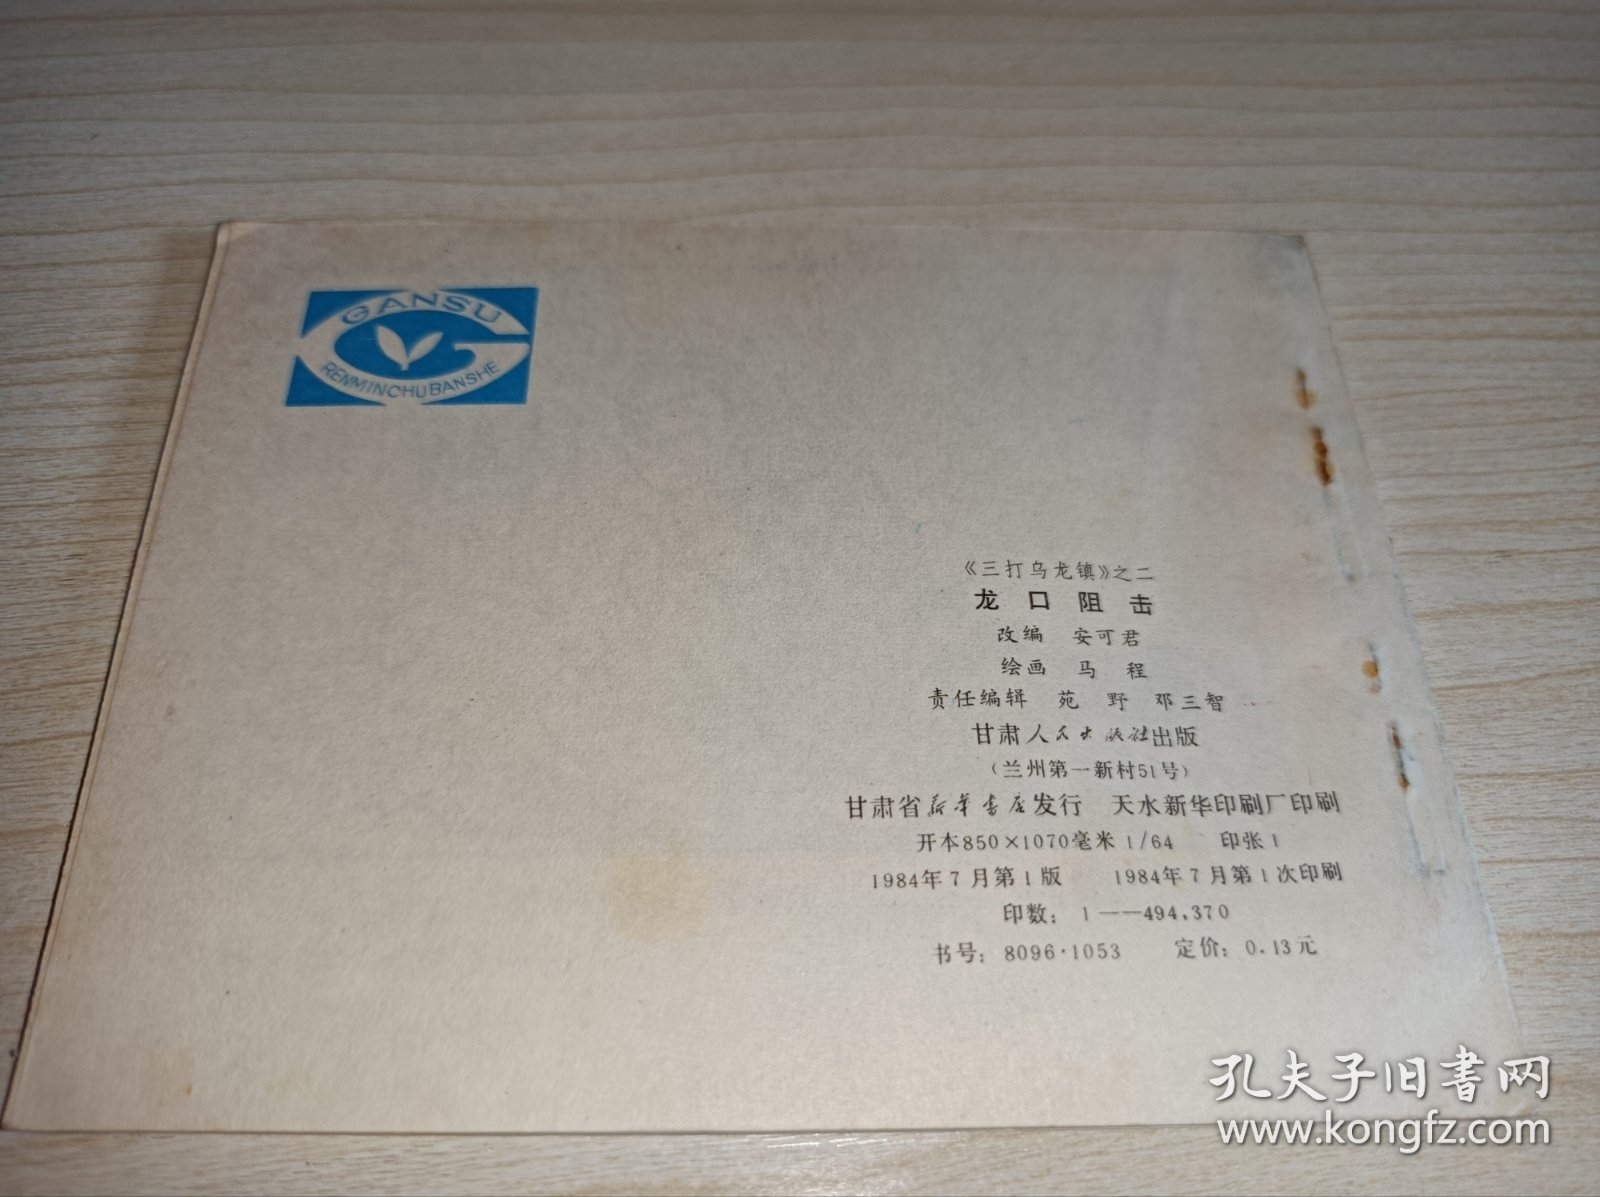 GANSU
RENMINCHUBANSHE
《三打乌龙镇》之二
龙口阻击
改编 安可君
绘画 马 程
责任编辑 苑 野 邓三智
甘肃人民出版社出版
（兰州第一新村51号）
甘肃省新华书店发行 天水新华印刷厂印刷
开本850×1070毫米 1/64 印张1
1984年7月第1版 1984年7月第1次印刷
印数：1——494,370
书号：8096·1053 定价：0.13元
孔夫子旧书网
www.kongfz.com